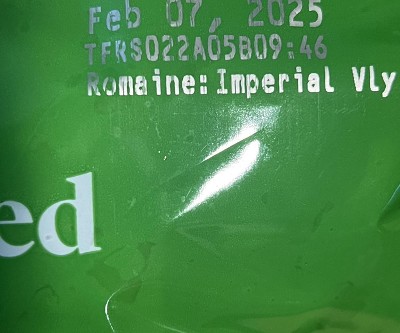 Feb 07, 2025
TFRS022A05B09:46
Romaine: Imperial Vly
ed